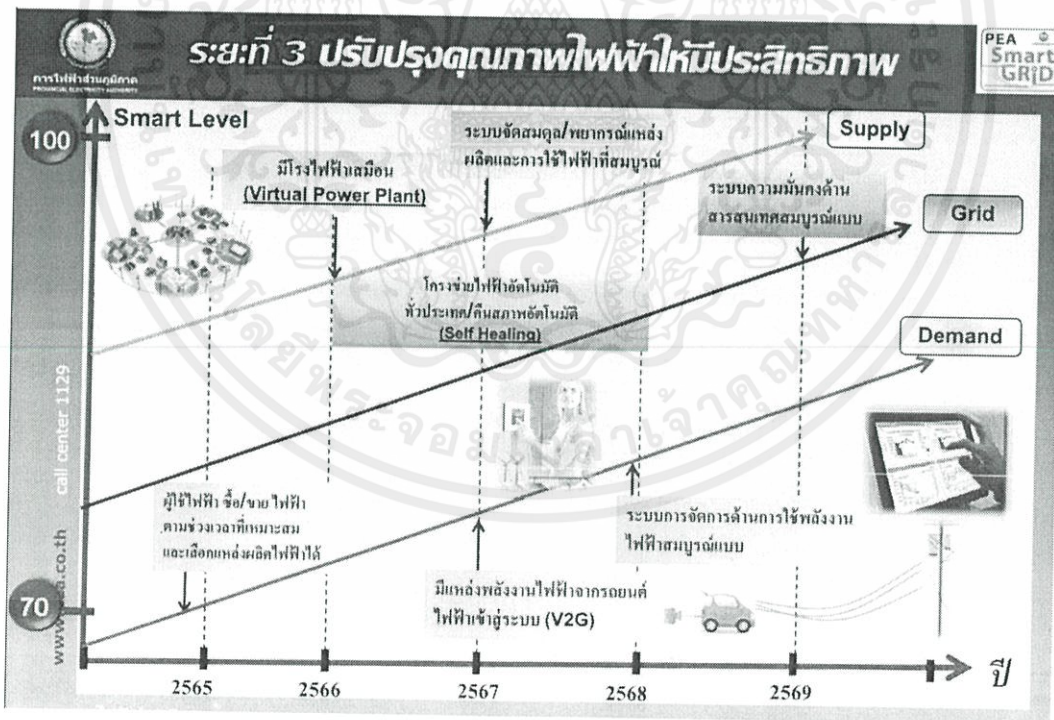 ระยะที่ 3 ปรับปรุงคุณภาพไฟฟ้าให้มีประสิทธิภาพ
การไฟฟ้าส่วนภูมิภาค
PROVINCIAL ELECTRICITY AUTHORITY
PEA
Smart
GRiD
100
Smart Level
ระบบจัดสมดุล/พยากรณ์แหล่ง
ผลิตและการใช้ไฟฟ้าที่สมบูรณ์
Supply
มีโรงไฟฟ้าเสมือน
(Virtual Power Plant)
ระบบความมั่นคงด้าน
สารสนเทศสมบูรณ์แบบ
Grid
โครงข่ายไฟฟ้าอัตโนมัติ
ทั่วประเทศ/คืนสภาพอัตโนมัติ
(Self Healing)
Demand
call center 1129
ผู้ใช้ไฟฟ้า ซื้อ/ขาย ไฟฟ้า
ตามช่วงเวลาที่เหมาะสม
และเลือกแหล่งผลิตไฟฟ้าได้
ระบบการจัดการด้านการใช้พลังงาน
ไฟฟ้าสมบูรณ์แบบ
70
มีแหล่งพลังงานไฟฟ้าจากรถยนต์
ไฟฟ้าเข้าสู่ระบบ (V2G)
ปี
2565 2566 2567 2568 2569